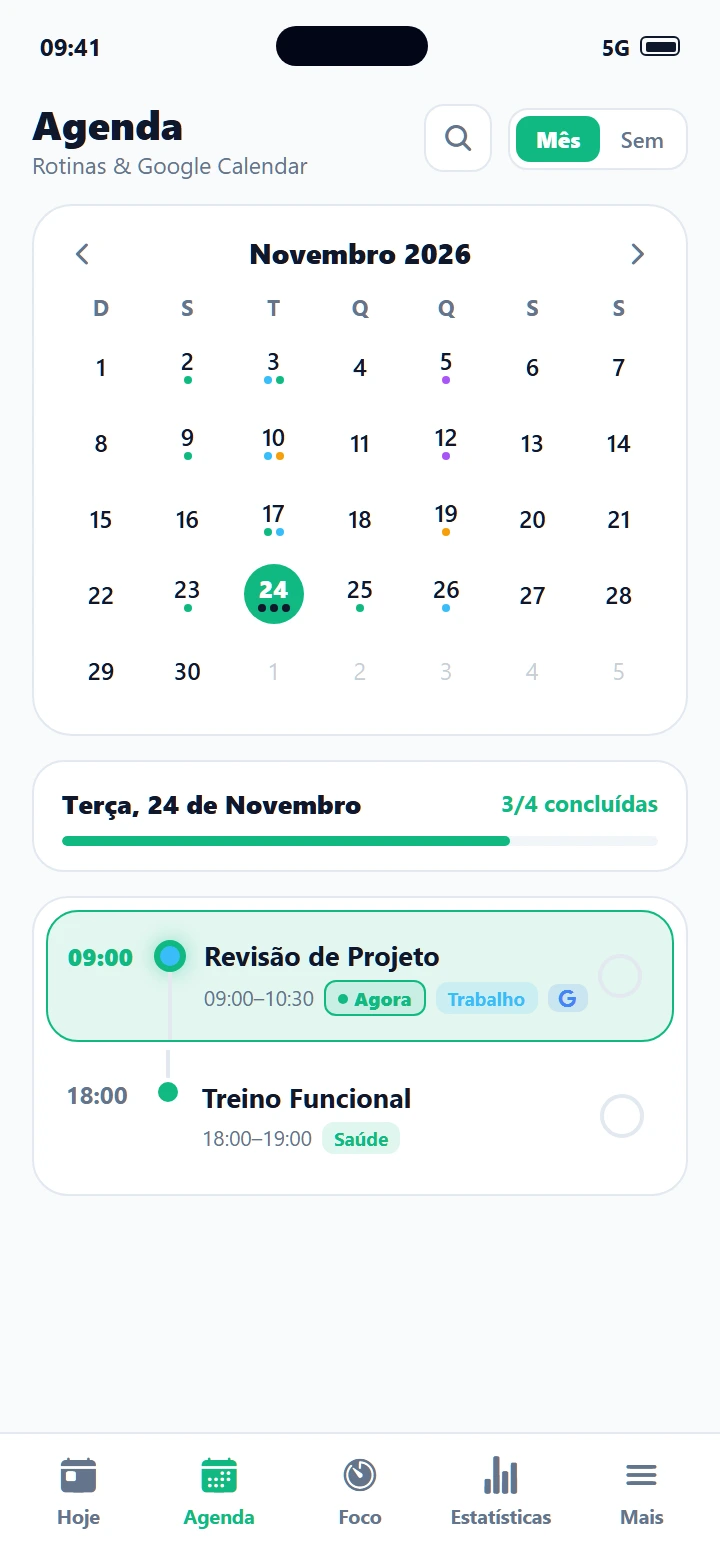 09:41
5G
Agenda
Rotinas & Google Calendar
Mês Sem
Novembro 2026
D S T Q Q S S
1 2 3 4 5 6 7
8 9 10 11 12 13 14
15 16 17 18 19 20 21
22 23 24 25 26 27 28
29 30 1 2 3 4 5
Terça, 24 de Novembro 3/4 concluídas
09:00 Revisão de Projeto
09:00–10:30 Agora Trabalho G
18:00 Treino Funcional
18:00–19:00 Saúde
Hoje Agenda Foco Estatísticas Mais